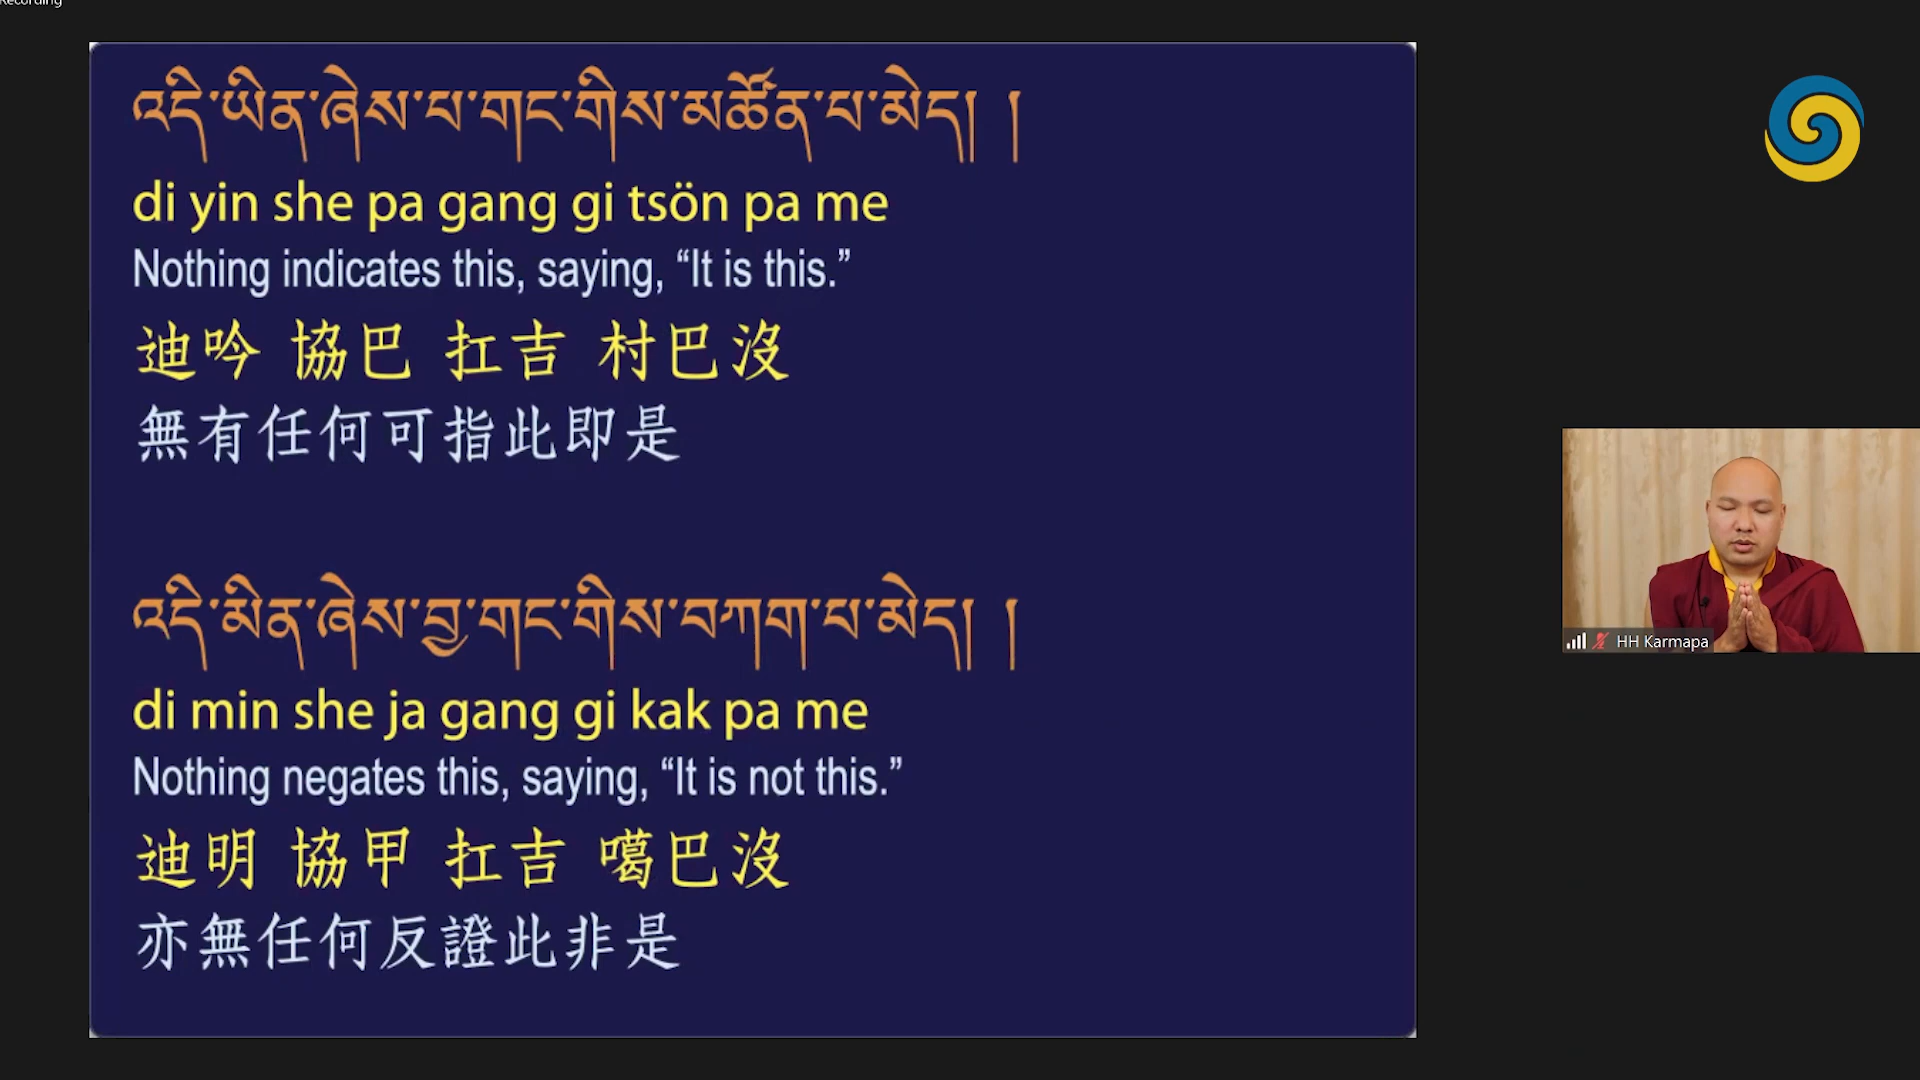 Recording
འདི་ཡིན་ཞེས་པ་གང་གིས་མཚོན་པ་མེད། །
di yin she pa gang gi tsön pa me
Nothing indicates this, saying, “It is this.”
迪吟 協巴 扛吉 村巴沒
無有任何可指此即是
འདི་མིན་ཞེས་བྱ་གང་གིས་བཀག་པ་མེད། །
di min she ja gang gi kak pa me
Nothing negates this, saying, “It is not this.”
迪明 協甲 扛吉 噶巴沒
亦無任何反證此非是
HH Karmapa